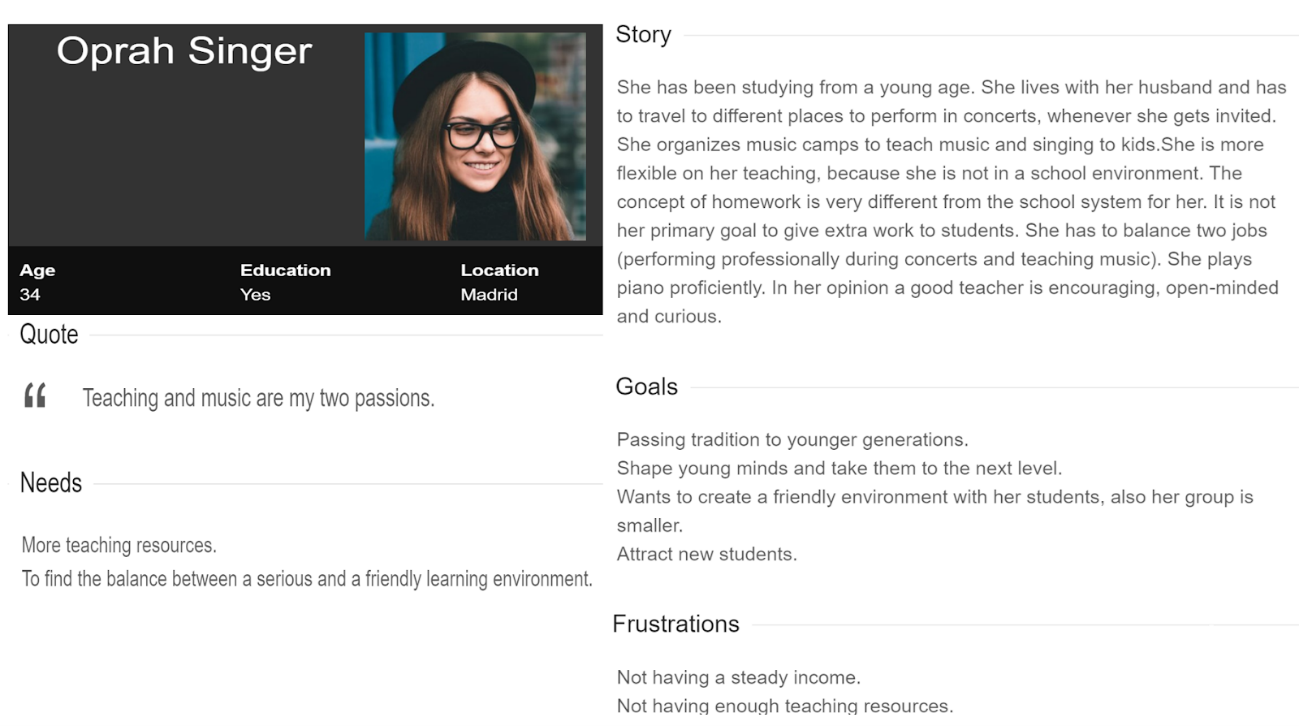 Oprah Singer
Age
34
Education
Yes
Location
Madrid
Quote
“ Teaching and music are my two passions.
Needs
More teaching resources.
To find the balance between a serious and a friendly learning environment.
Story
She has been studying from a young age. She lives with her husband and has
to travel to different places to perform in concerts, whenever she gets invited.
She organizes music camps to teach music and singing to kids.She is more
flexible on her teaching, because she is not in a school environment. The
concept of homework is very different from the school system for her. It is not
her primary goal to give extra work to students. She has to balance two jobs
(performing professionally during concerts and teaching music). She plays
piano proficiently. In her opinion a good teacher is encouraging, open-minded
and curious.
Goals
Passing tradition to younger generations.
Shape young minds and take them to the next level.
Wants to create a friendly environment with her students, also her group is
smaller.
Attract new students.
Frustrations
Not having a steady income.
Not having enough teaching resources.